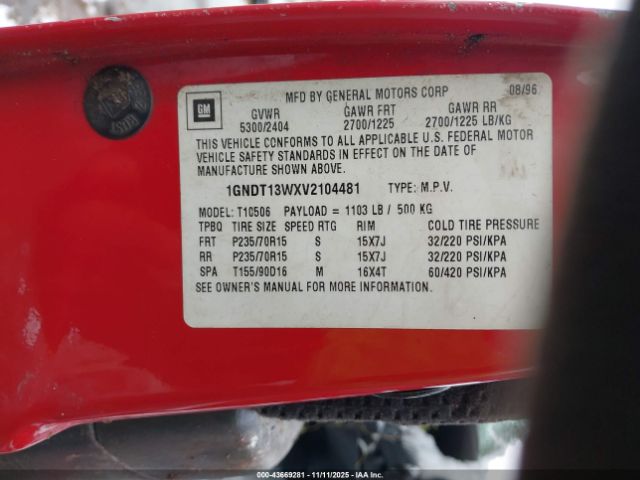 MFD BY GENERAL MOTORS CORP 08/96
GM
GVWR GAWR FRT GAWR RR
5300/2404 2700/1225 2700/1225 LB/KG
THIS VEHICLE CONFORMS TO ALL APPLICABLE U.S. FEDERAL MOTOR
VEHICLE SAFETY STANDARDS IN EFFECT ON THE DATE OF
MANUFACTURE SHOWN ABOVE.
1GNDT13WXV2104481 TYPE: M.P.V.
MODEL: T10506 PAYLOAD = 1103 LB / 500 KG
TPBQ TIRE SIZE SPEED RTG RIM COLD TIRE PRESSURE
FRT P235/70R15 S 15X7J 32/220 PSI/KPA
RR P235/70R15 S 15X7J 32/220 PSI/KPA
SPA T155/90D16 M 16X4T 60/420 PSI/KPA
SEE OWNER'S MANUAL FOR MORE INFORMATION.
000-43669281 - 11/11/2025 - IAA Inc.